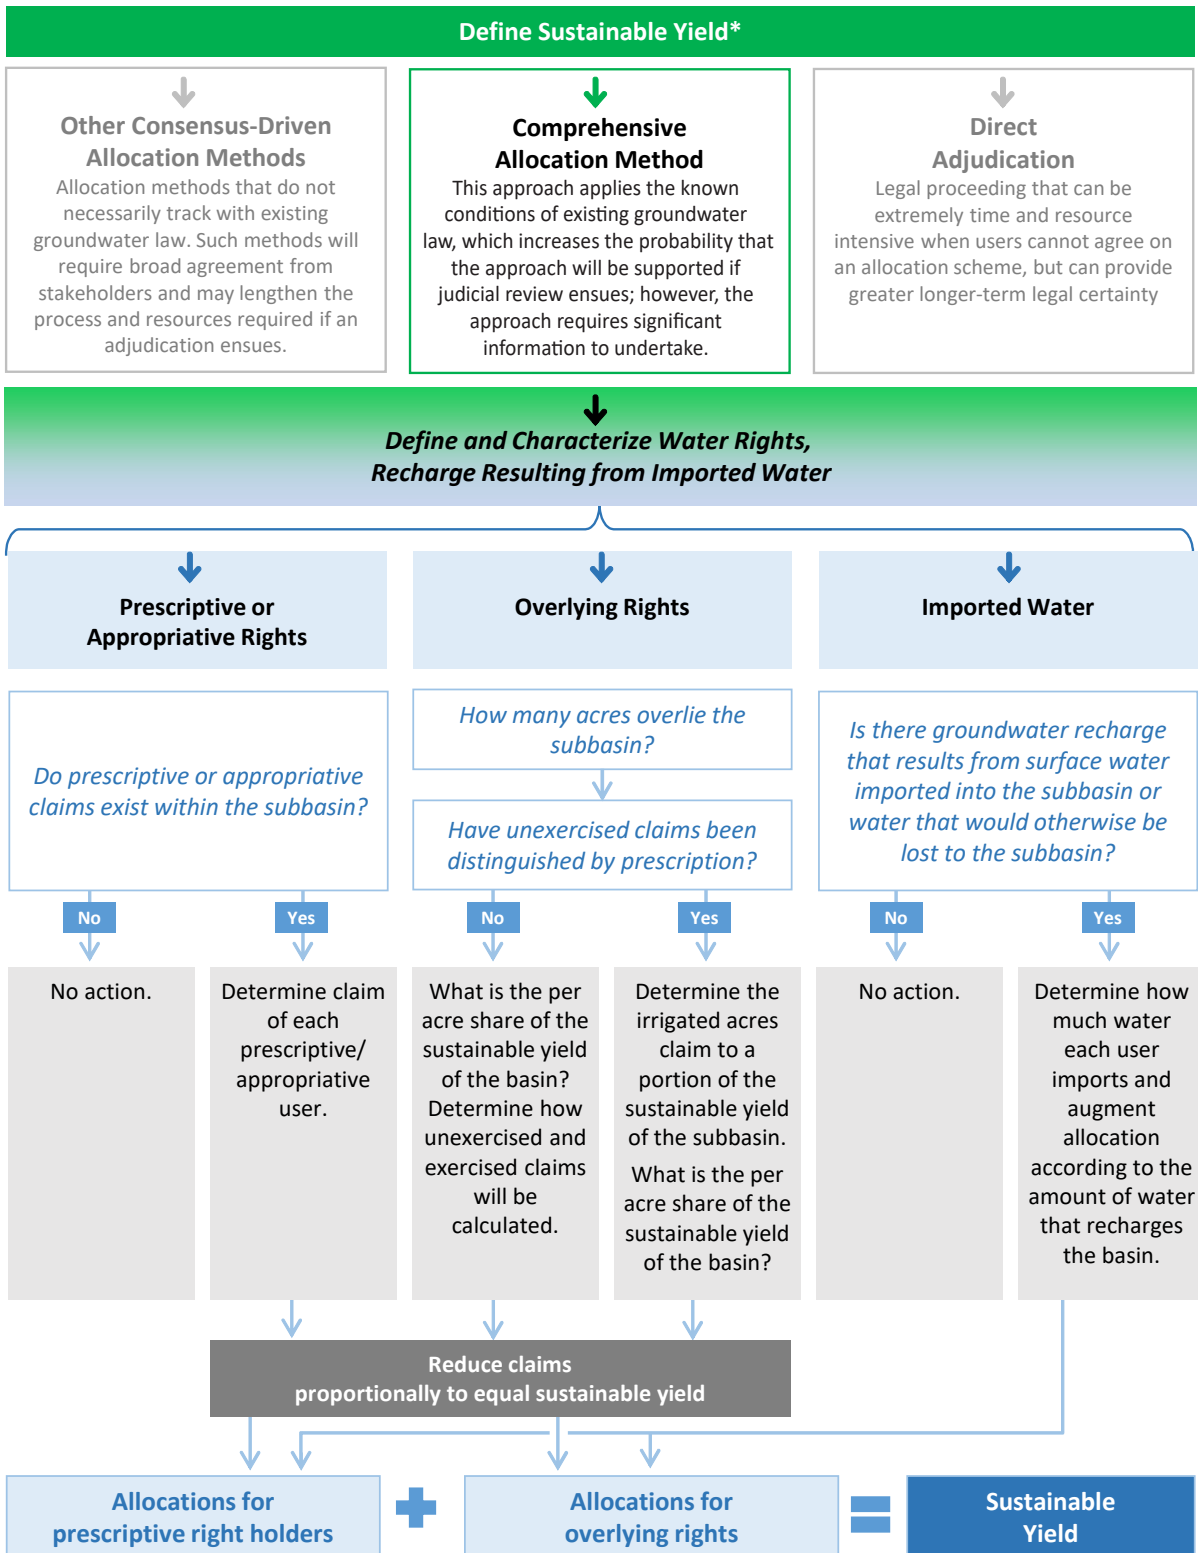 Define Sustainable Yield*
Other Consensus-Driven
Allocation Methods
Allocation methods that do not
necessarily track with existing
groundwater law. Such methods will
require broad agreement from
stakeholders and may lengthen the
process and resources required if an
adjudication ensues.
Comprehensive
Allocation Method
This approach applies the known
conditions of existing groundwater
law, which increases the probability that
the approach will be supported if
judicial review ensues; however, the
approach requires significant
information to undertake.
Direct
Adjudication
Legal proceeding that can be
extremely time and resource
intensive when users cannot agree on
an allocation scheme, but can provide
greater longer-term legal certainty
Define and Characterize Water Rights,
Recharge Resulting from Imported Water
Prescriptive or
Appropriative Rights
Overlying Rights
Imported Water
Do prescriptive or appropriative
claims exist within the subbasin?
How many acres overlie the
subbasin?
Have unexercised claims been
distinguished by prescription?
Is there groundwater recharge
that results from surface water
imported into the subbasin or
water that would otherwise be
lost to the subbasin?
No
Yes
No
Yes
No
Yes
No action.
Determine claim
of each
prescriptive/
appropriative
user.
What is the per
acre share of the
sustainable yield
of the basin?
Determine how
unexercised and
exercised claims
will be
calculated.
Determine the
irrigated acres
claim to a
portion of the
sustainable yield
of the subbasin.
What is the per
acre share of the
sustainable yield
of the basin?
No action.
Determine how
much water
each user
imports and
augment
allocation
according to the
amount of water
that recharges
the basin.
Reduce claims
proportionally to equal sustainable yield
Allocations for
prescriptive right holders
Allocations for
overlying rights
Sustainable
Yield